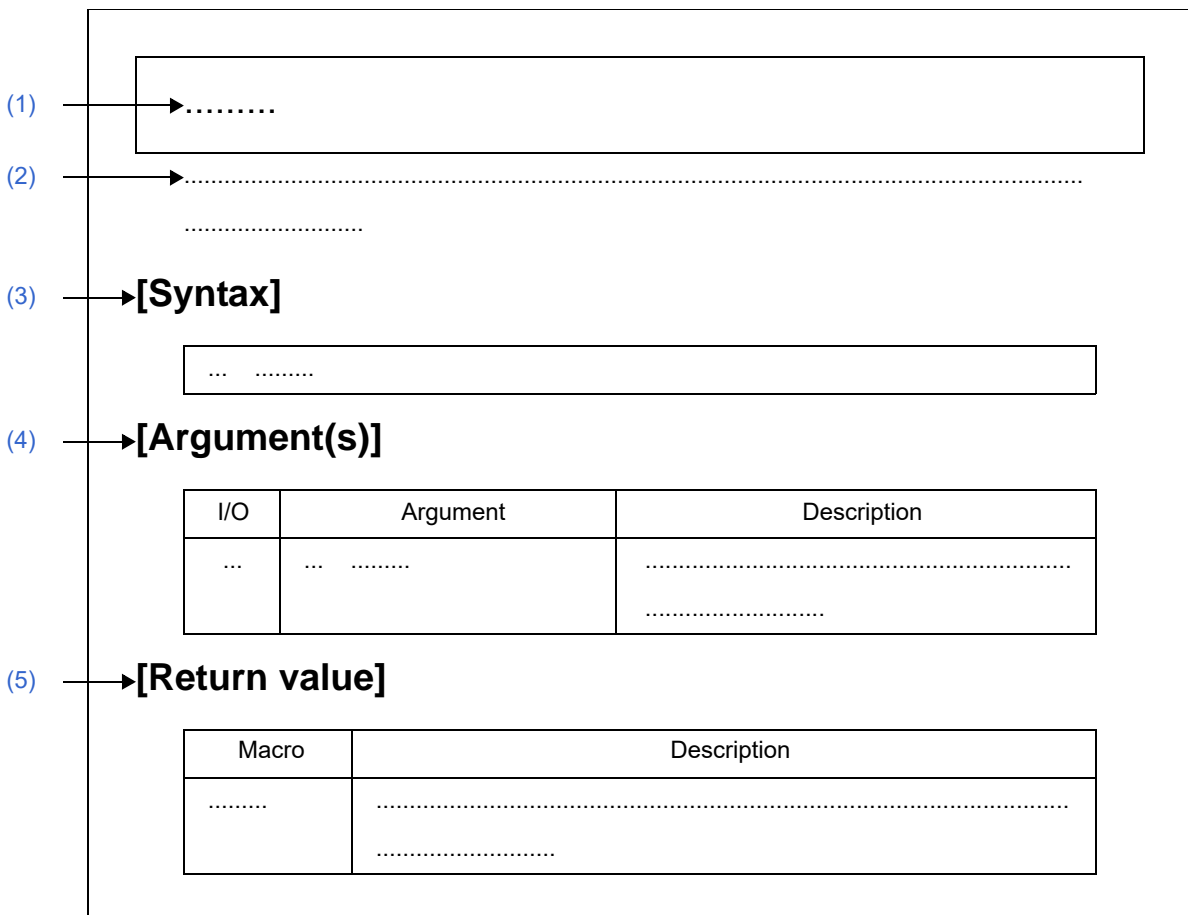 (1) .........
(2) .......................................................................................................................................
...........................
(3) [Syntax]
... .........
(4) [Argument(s)]
I/O Argument Description
... ... ......... ................................................................
...........................
(5) [Return value]
Macro Description
......... ........................................................................................................
...........................